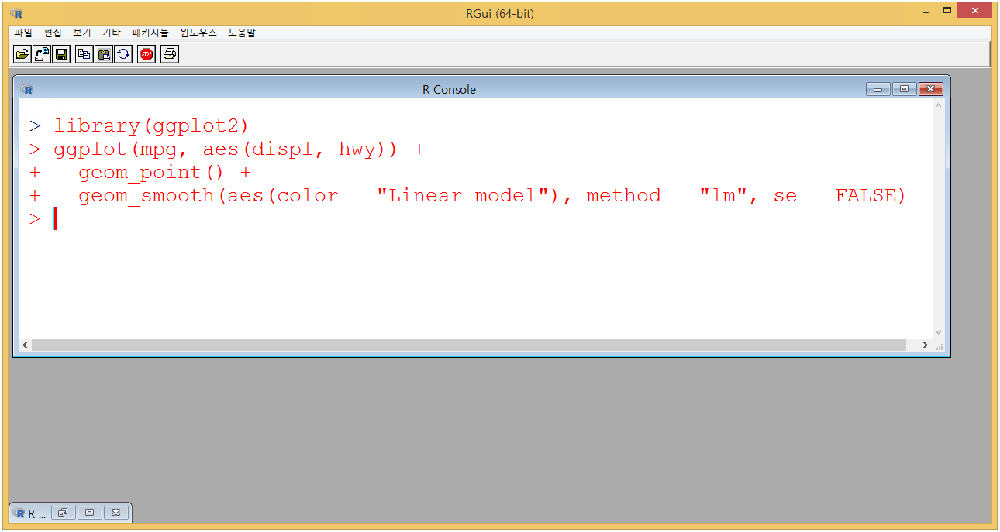 R RGui (64-bit)
파일 편집 보기 기타 패키지들 윈도우즈 도움말
STOP
R R Console
> library(ggplot2)
> ggplot(mpg, aes(displ, hwy)) +
+   geom_point() +
+   geom_smooth(aes(color = "Linear model"), method = "lm", se = FALSE)
>
R R ...